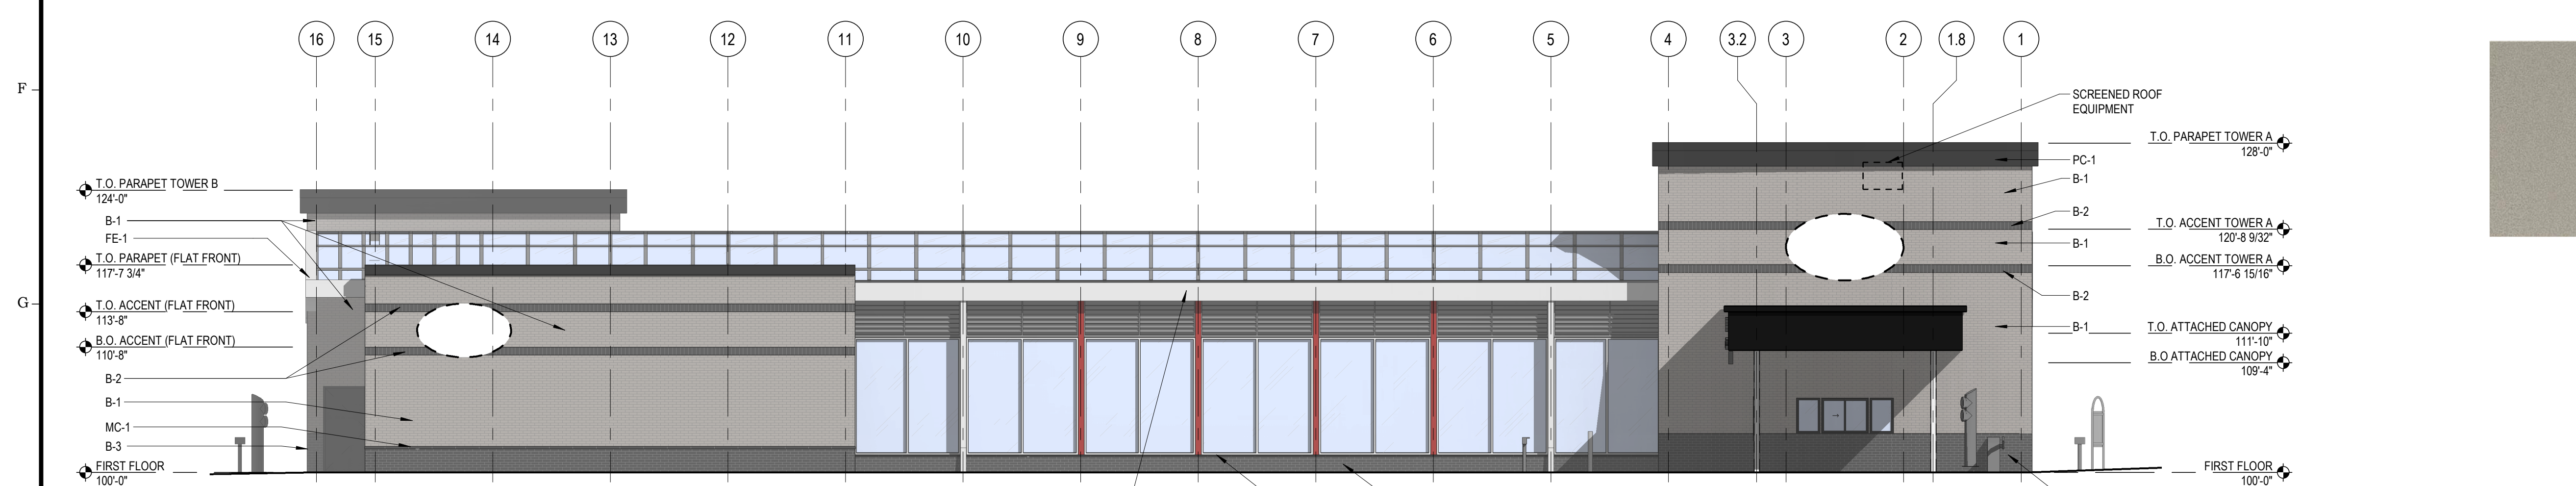 16 15 14 13 12 11 10 9 8 7 6 5 4 3.2 3 2 1.8 1
F
G
T.O. PARAPET TOWER B
124'-0"
B-1
FE-1
T.O. PARAPET (FLAT FRONT)
117'-7 3/4"
T.O. ACCENT (FLAT FRONT)
113'-8"
B.O. ACCENT (FLAT FRONT)
110'-8"
B-2
B-1
MC-1
B-3
FIRST FLOOR
100'-0"
SCREENED ROOF
EQUIPMENT
PC-1
B-1
B-2
B-1
B-2
B-1
T.O. PARAPET TOWER A
128'-0"
T.O. ACCENT TOWER A
120'-8 9/32"
B.O. ACCENT TOWER A
117'-6 15/16"
T.O. ATTACHED CANOPY
111'-10"
B.O ATTACHED CANOPY
109'-4"
FIRST FLOOR
100'-0"